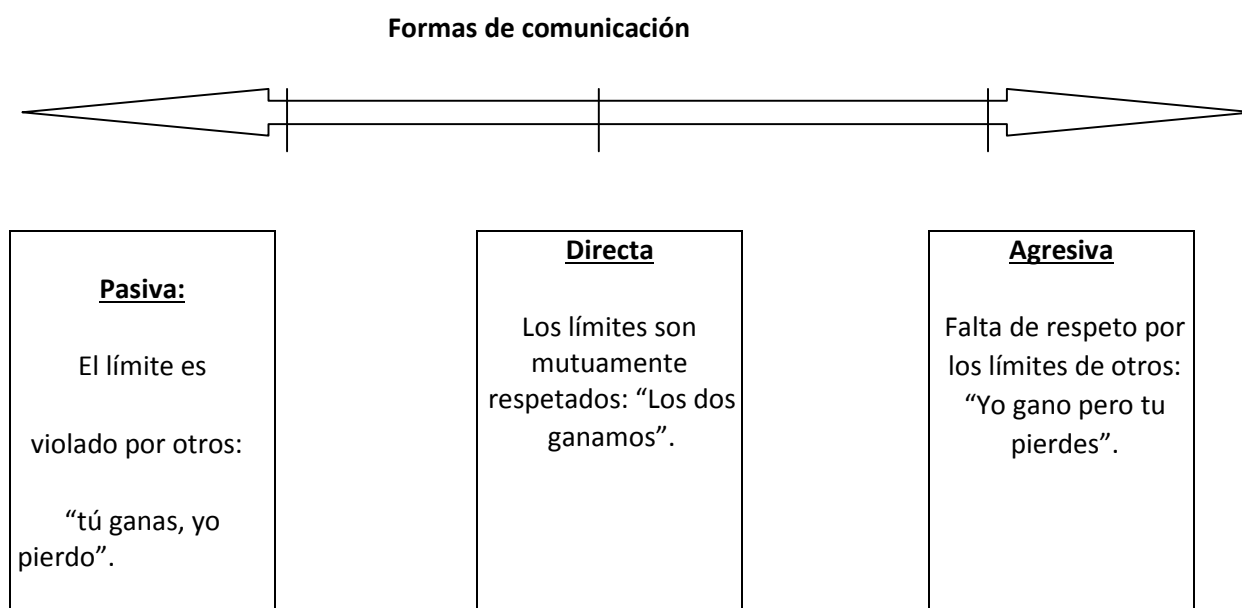 Formas de comunicación
Pasiva:
El límite es
violado por otros:
“tú ganas, yo
pierdo”.
Directa
Los límites son
mutuamente
respetados: “Los dos
ganamos”.
Agresiva
Falta de respeto por
los límites de otros:
“Yo gano pero tu
pierdes”.